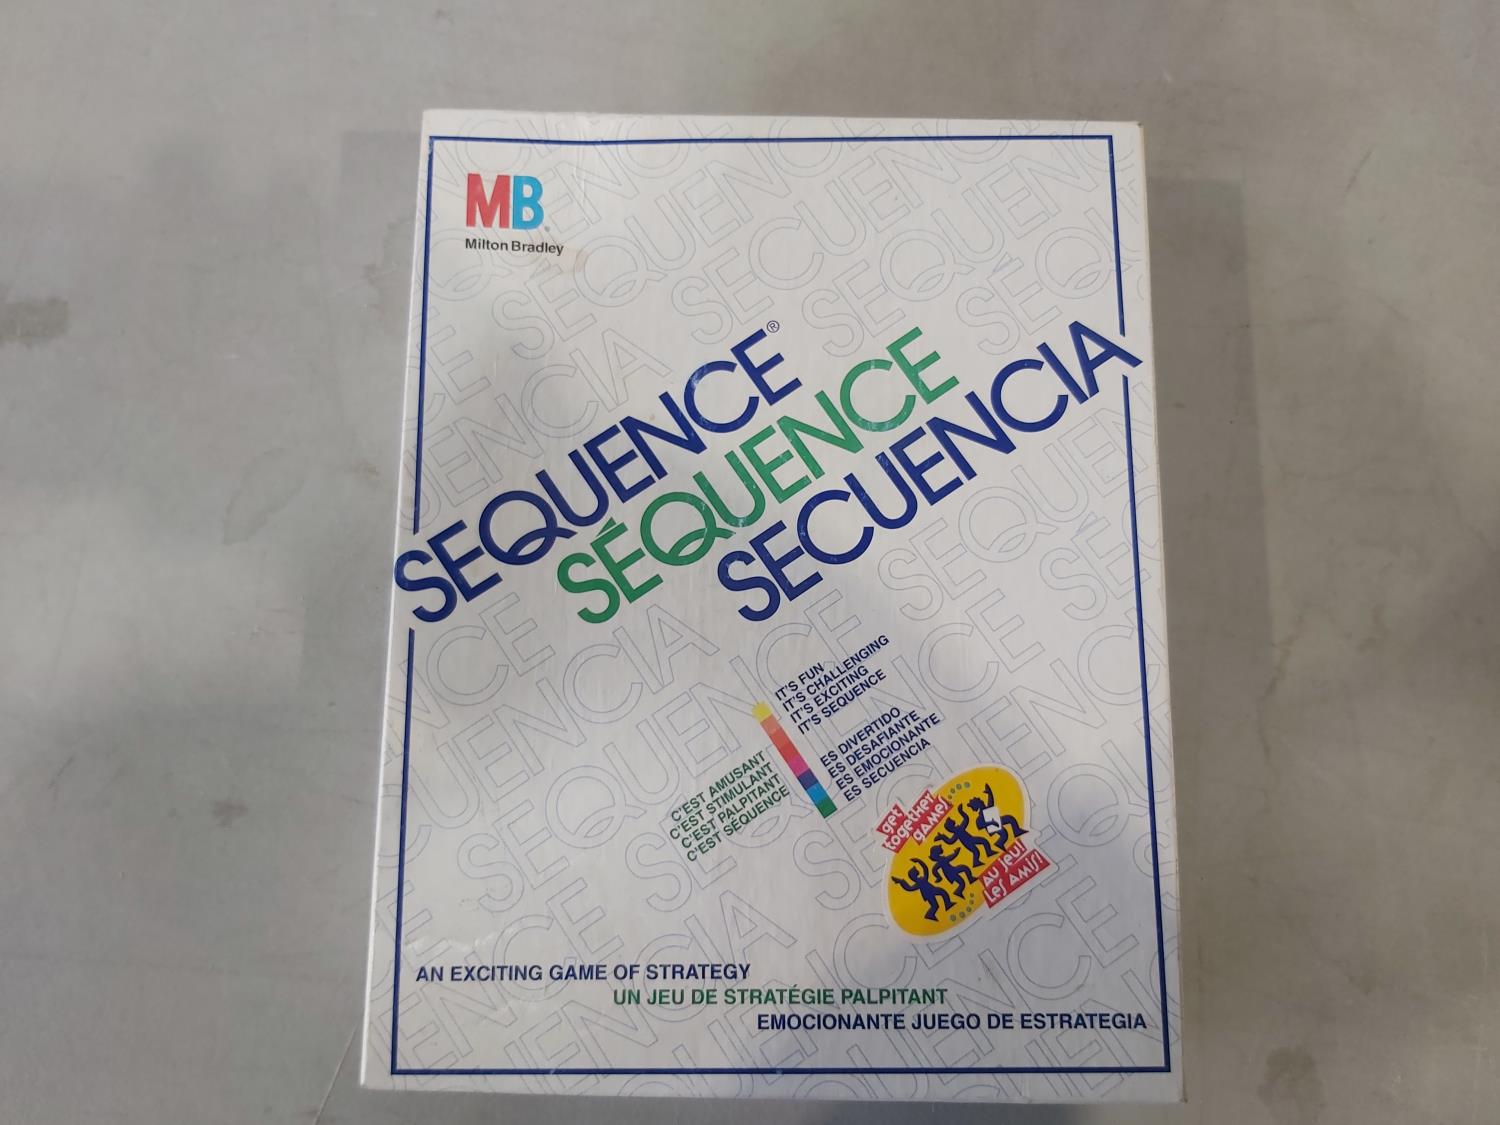 MB
Milton Bradley
SEQUENCE®
SÉQUENCE
SECUENCIA
IT'S FUN
IT'S CHALLENGING
IT'S EXCITING
IT'S SEQUENCE
ES DIVERTIDO
ES DESAFIANTE
ES EMOCIONANTE
ES SECUENCIA
C'EST AMUSANT
C'EST STIMULANT
C'EST PALPITANT
C'EST SÉQUENCE
get
together
games
AU Jeu!
Les AMIS!
AN EXCITING GAME OF STRATEGY
UN JEU DE STRATÉGIE PALPITANT
EMOCIONANTE JUEGO DE ESTRATEGIA